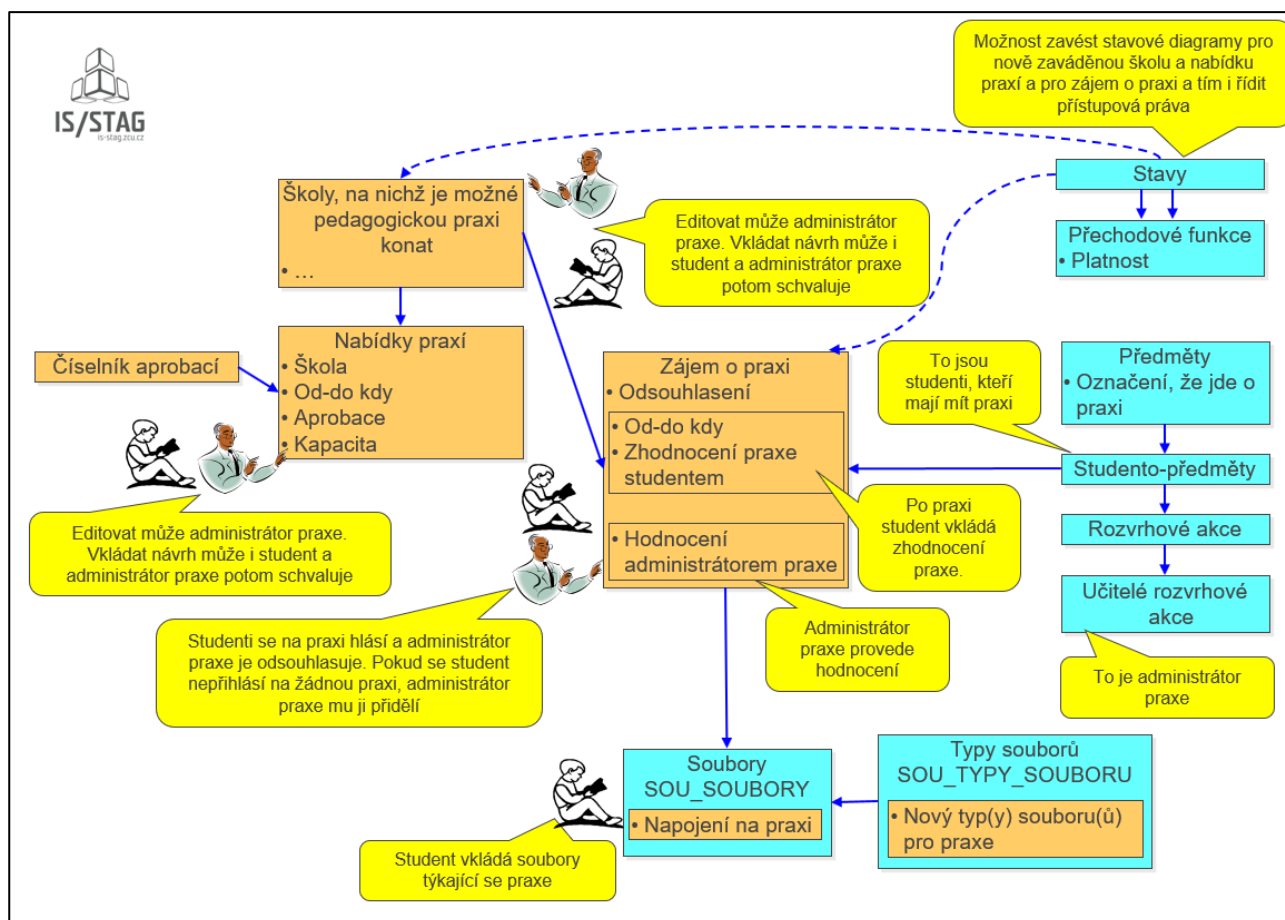 Možnost zavést stavové diagramy pro
nově zaváděnou školu a nabídku
praxí a pro zájem o praxi a tím i řídit
přístupová práva
IS/STAG
is-stag.zcu.cz
Stavy
Školy, na nichž je možné
pedagogickou praxi
konat
• ...
Editovat může administrátor
praxe. Vkládat návrh může i
student a administrátor praxe
potom schvaluje
Přechodové funkce
• Platnost
Číselník aprobací
Nabídky praxí
• Škola
• Od-do kdy
• Aprobace
• Kapacita
Zájem o praxi
• Odsouhlasení
• Od-do kdy
• Zhodnocení praxe
studentem
• Hodnocení
administrátorem praxe
To jsou
studenti, kteří
mají mít praxi
Předměty
• Označení, že jde o
praxi
Studento-předměty
Rozvrhové akce
Učitelé rozvrhové
akce
Editovat může administrátor praxe.
Vkládat návrh může i student a
administrátor praxe potom schvaluje
Po praxi
student vkládá
zhodnocení
praxe.
Studenti se na praxi hlásí a administrátor
praxe je odsouhlasuje. Pokud se student
nepřihlásí na žádnou praxi, administrátor
praxe mu ji přidělí
Administrátor
praxe provede
hodnocení
To je administrátor
praxe
Soubory
SOU_SOUBORY
• Napojení na praxi
Typy souborů
SOU_TYPY_SOUBORU
• Nový typ(y) souboru(ů)
pro praxe
Student vkládá soubory
týkající se praxe